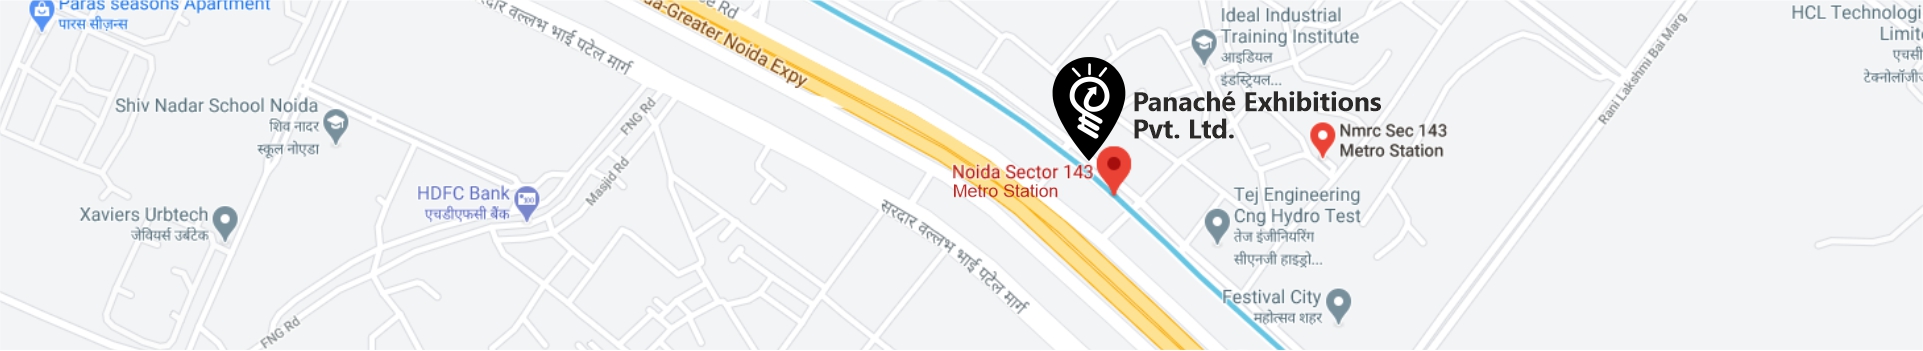 Paras seasons Apartment
पारस सीज़न्स
वल्लभ भाई पटेल मार्ग
Rd
Greater Noida Expy
Ideal Industrial
Training Institute
आइडियल
इंडस्ट्रियल...
Rani Lakshmi Bai Marg
HCL
एचसी
Shiv Nadar School Noida
शिव नादर
स्कूल नोएडा
FNG Rd
Panaché Exhibitions
Pvt. Ltd.
Nmrc Sec 143
Metro Station
Noida Sector 143
Metro Station
Masjid Rd
HDFC Bank
एचडीएफसी बैंक
Xaviers Urbtech
जेवियर्स उर्बटेक
सरदार वल्लभ भाई पटेल मार्ग
Tej Engineering
Cng Hydro Test
तेज इंजीनियरिंग
सीएनजी हाइड्रो...
Festival City
महोत्सव शहर
FNG Rd